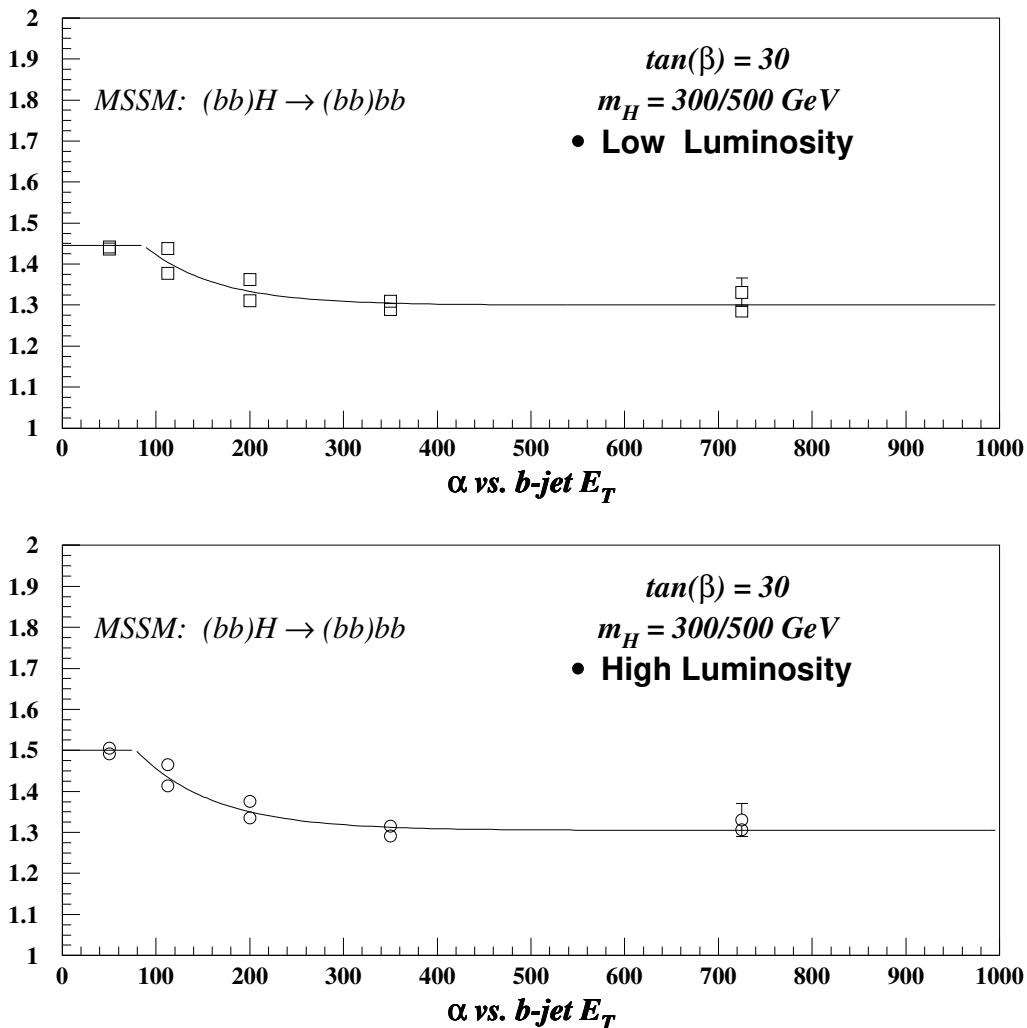 2
1.9
1.8
1.7
1.6
1.5
1.4
1.3
1.2
1.1
1
tan(β) = 30
MSSM: (bb)H → (bb)bb
m_H = 300/500 GeV
• Low Luminosity
0 100 200 300 400 500 600 700 800 900 1000
α vs. b-jet E_T
2
1.9
1.8
1.7
1.6
1.5
1.4
1.3
1.2
1.1
1
tan(β) = 30
MSSM: (bb)H → (bb)bb
m_H = 300/500 GeV
• High Luminosity
0 100 200 300 400 500 600 700 800 900 1000
α vs. b-jet E_T